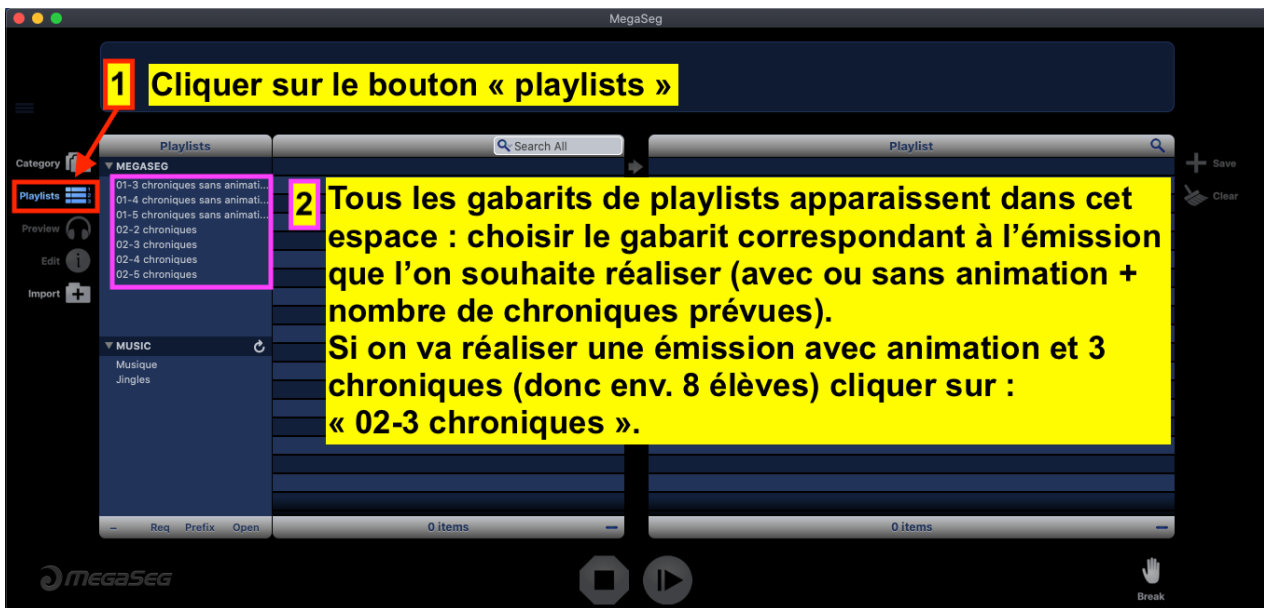 MegaSeg
1 Cliquer sur le bouton « playlists »
Playlists
Search All
Playlist
Category
Playlists
Preview
Edit
Import
Save
Clear
MEGASEG
01-3 chroniques sans animati...
01-4 chroniques sans animati...
01-5 chroniques sans animati...
02-2 chroniques
02-3 chroniques
02-4 chroniques
02-5 chroniques
MUSIC
Musique
Jingles
2 Tous les gabarits de playlists apparaissent dans cet
espace : choisir le gabarit correspondant à l’émission
que l’on souhaite réaliser (avec ou sans animation +
nombre de chroniques prévues).
Si on va réaliser une émission avec animation et 3
chroniques (donc env. 8 élèves) cliquer sur :
« 02-3 chroniques ».
– Req Prefix Open
0 items
0 items
MegaSeg
Break